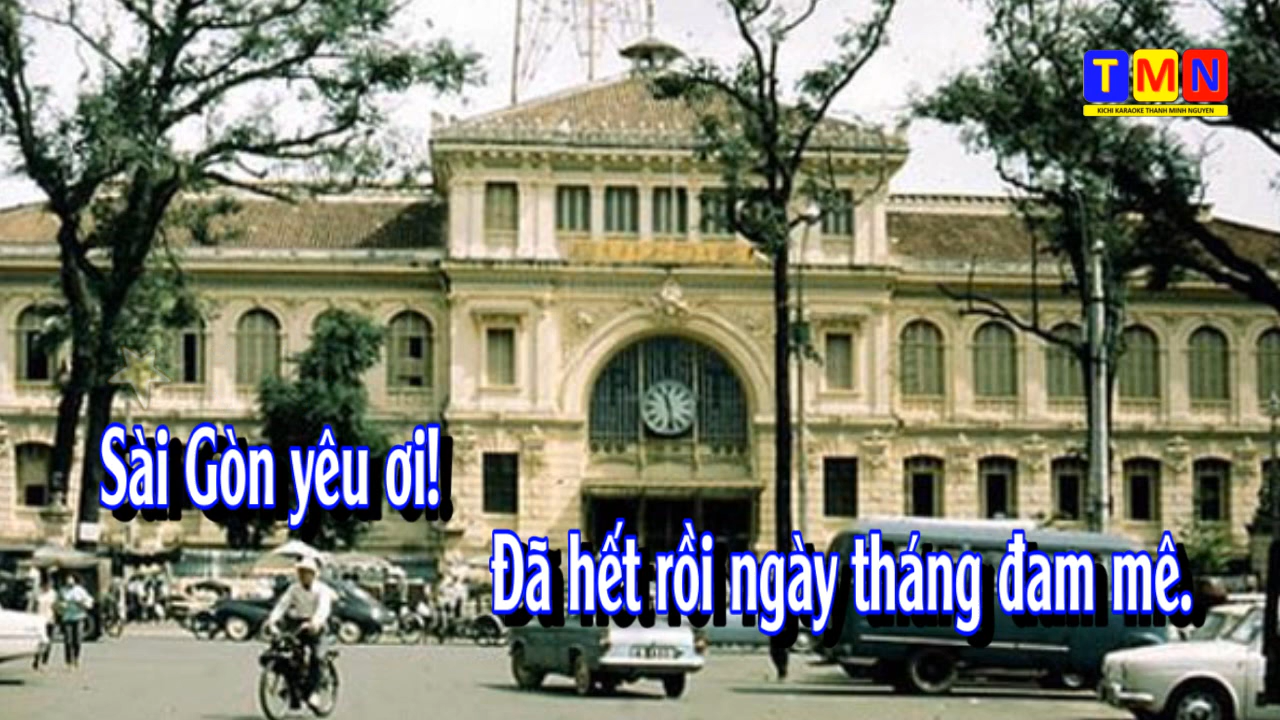 TMN
KICHI KARAOKE THANH MINH NGUYEN
Sài Gòn yêu ơi!
Đã hết rồi ngày tháng đam mê.